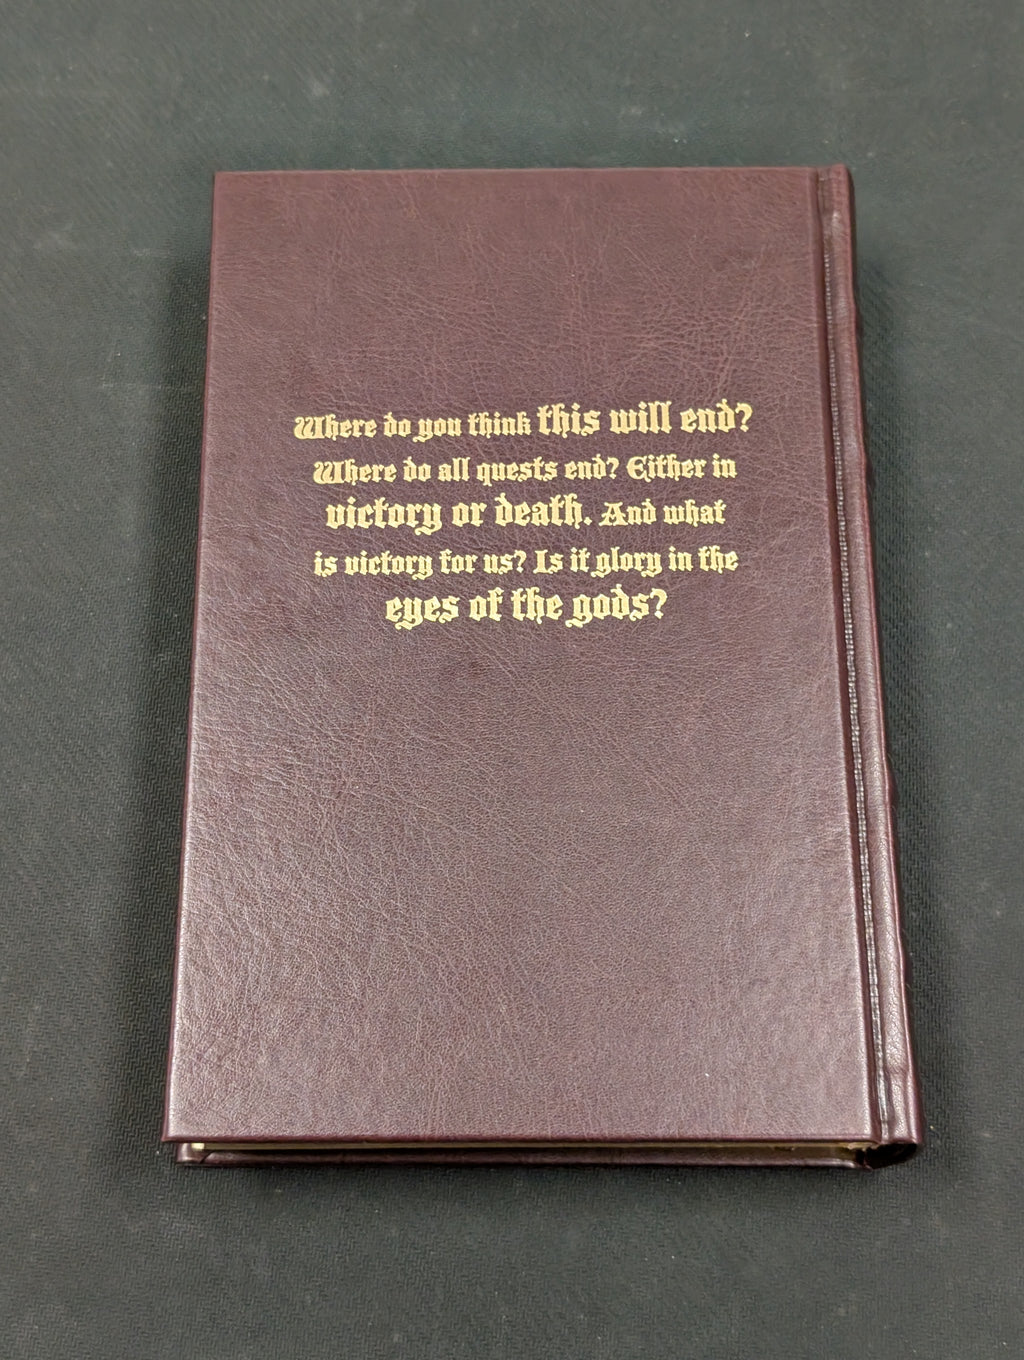 Where do you think this will end?
Where do all quests end? Either in
victory or death. And what
is victory for us? Is it glory in the
eyes of the gods?